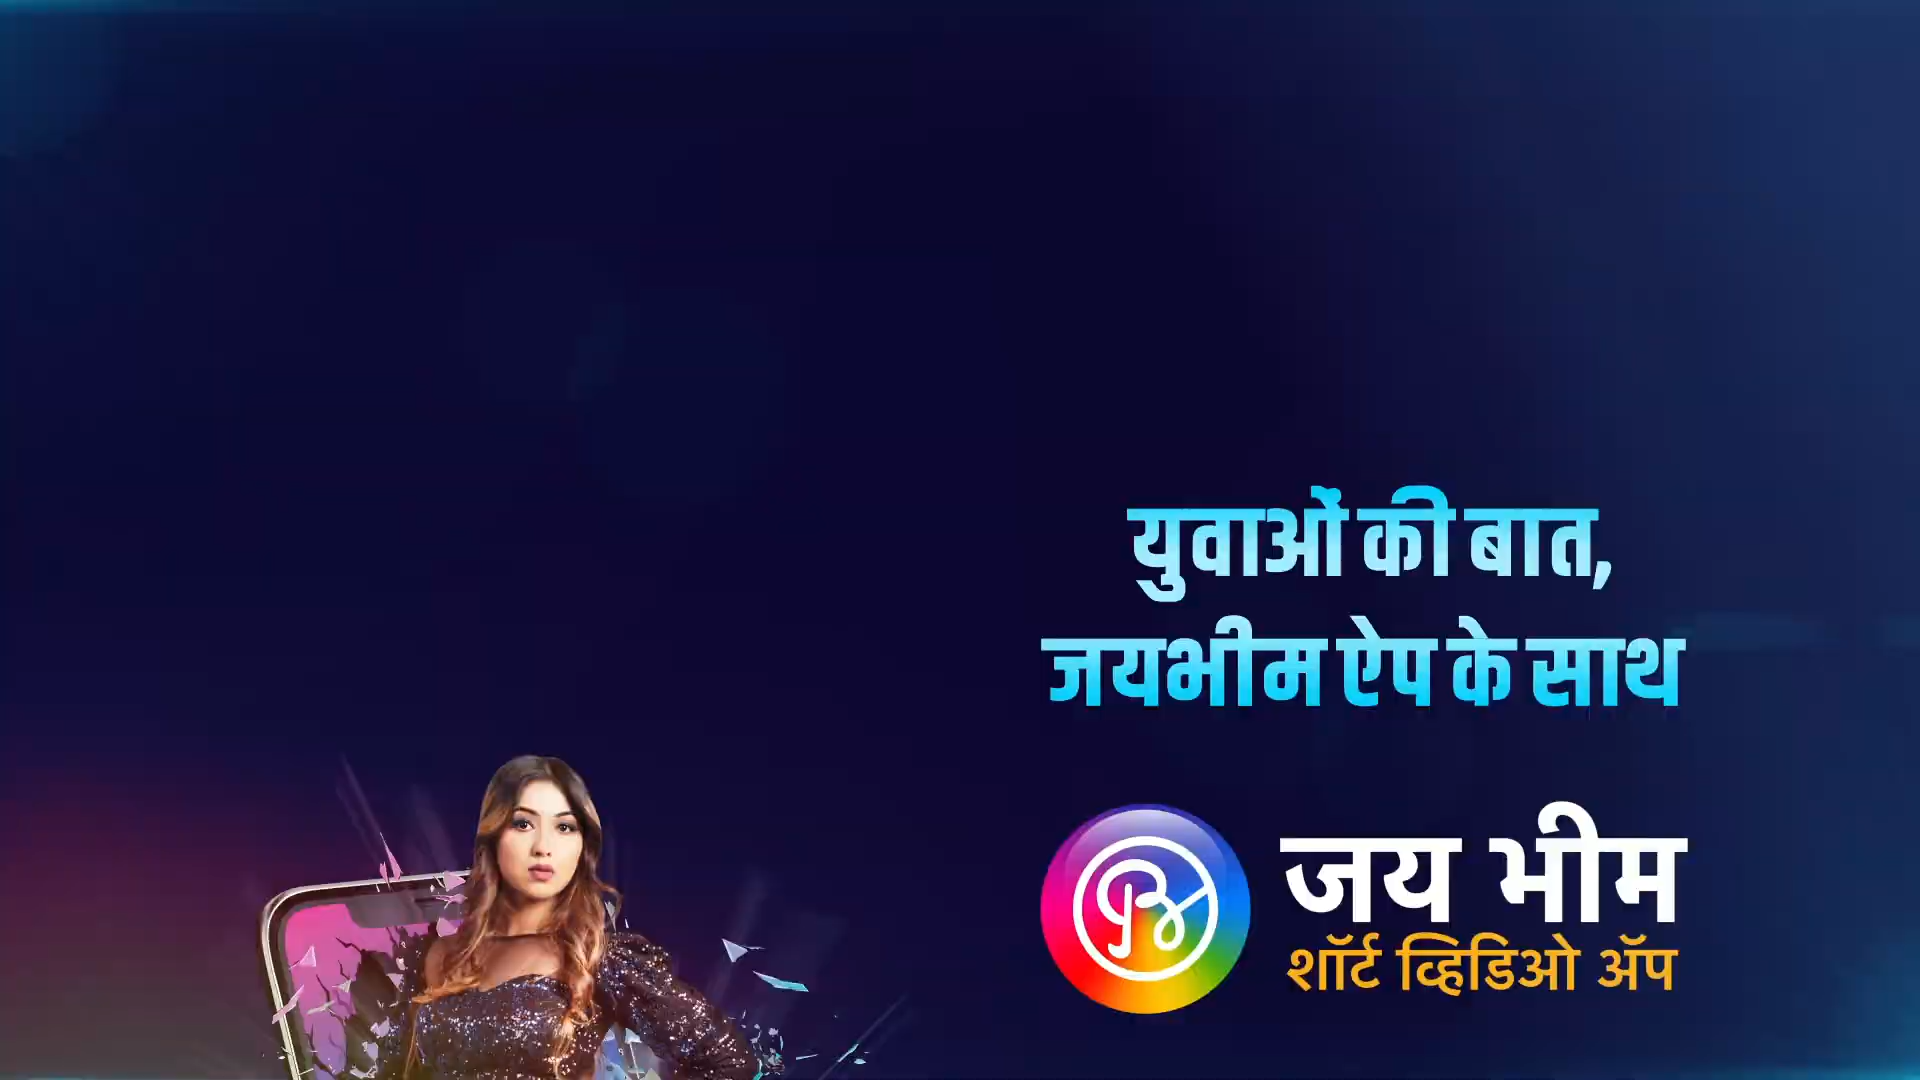 युवाओं की बात,
जयभीम ऐप के साथ
जय भीम
शॉर्ट व्हिडिओ ॲप